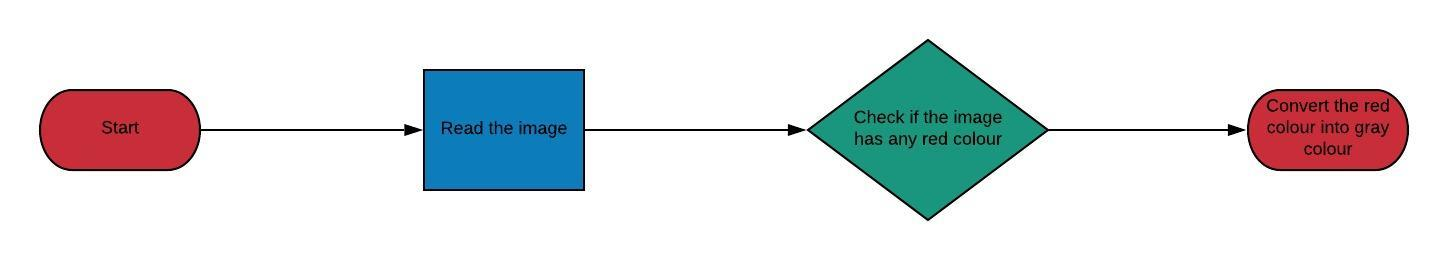 Start
Read the image
Check if the image
has any red colour
Convert the red
colour into gray
colour